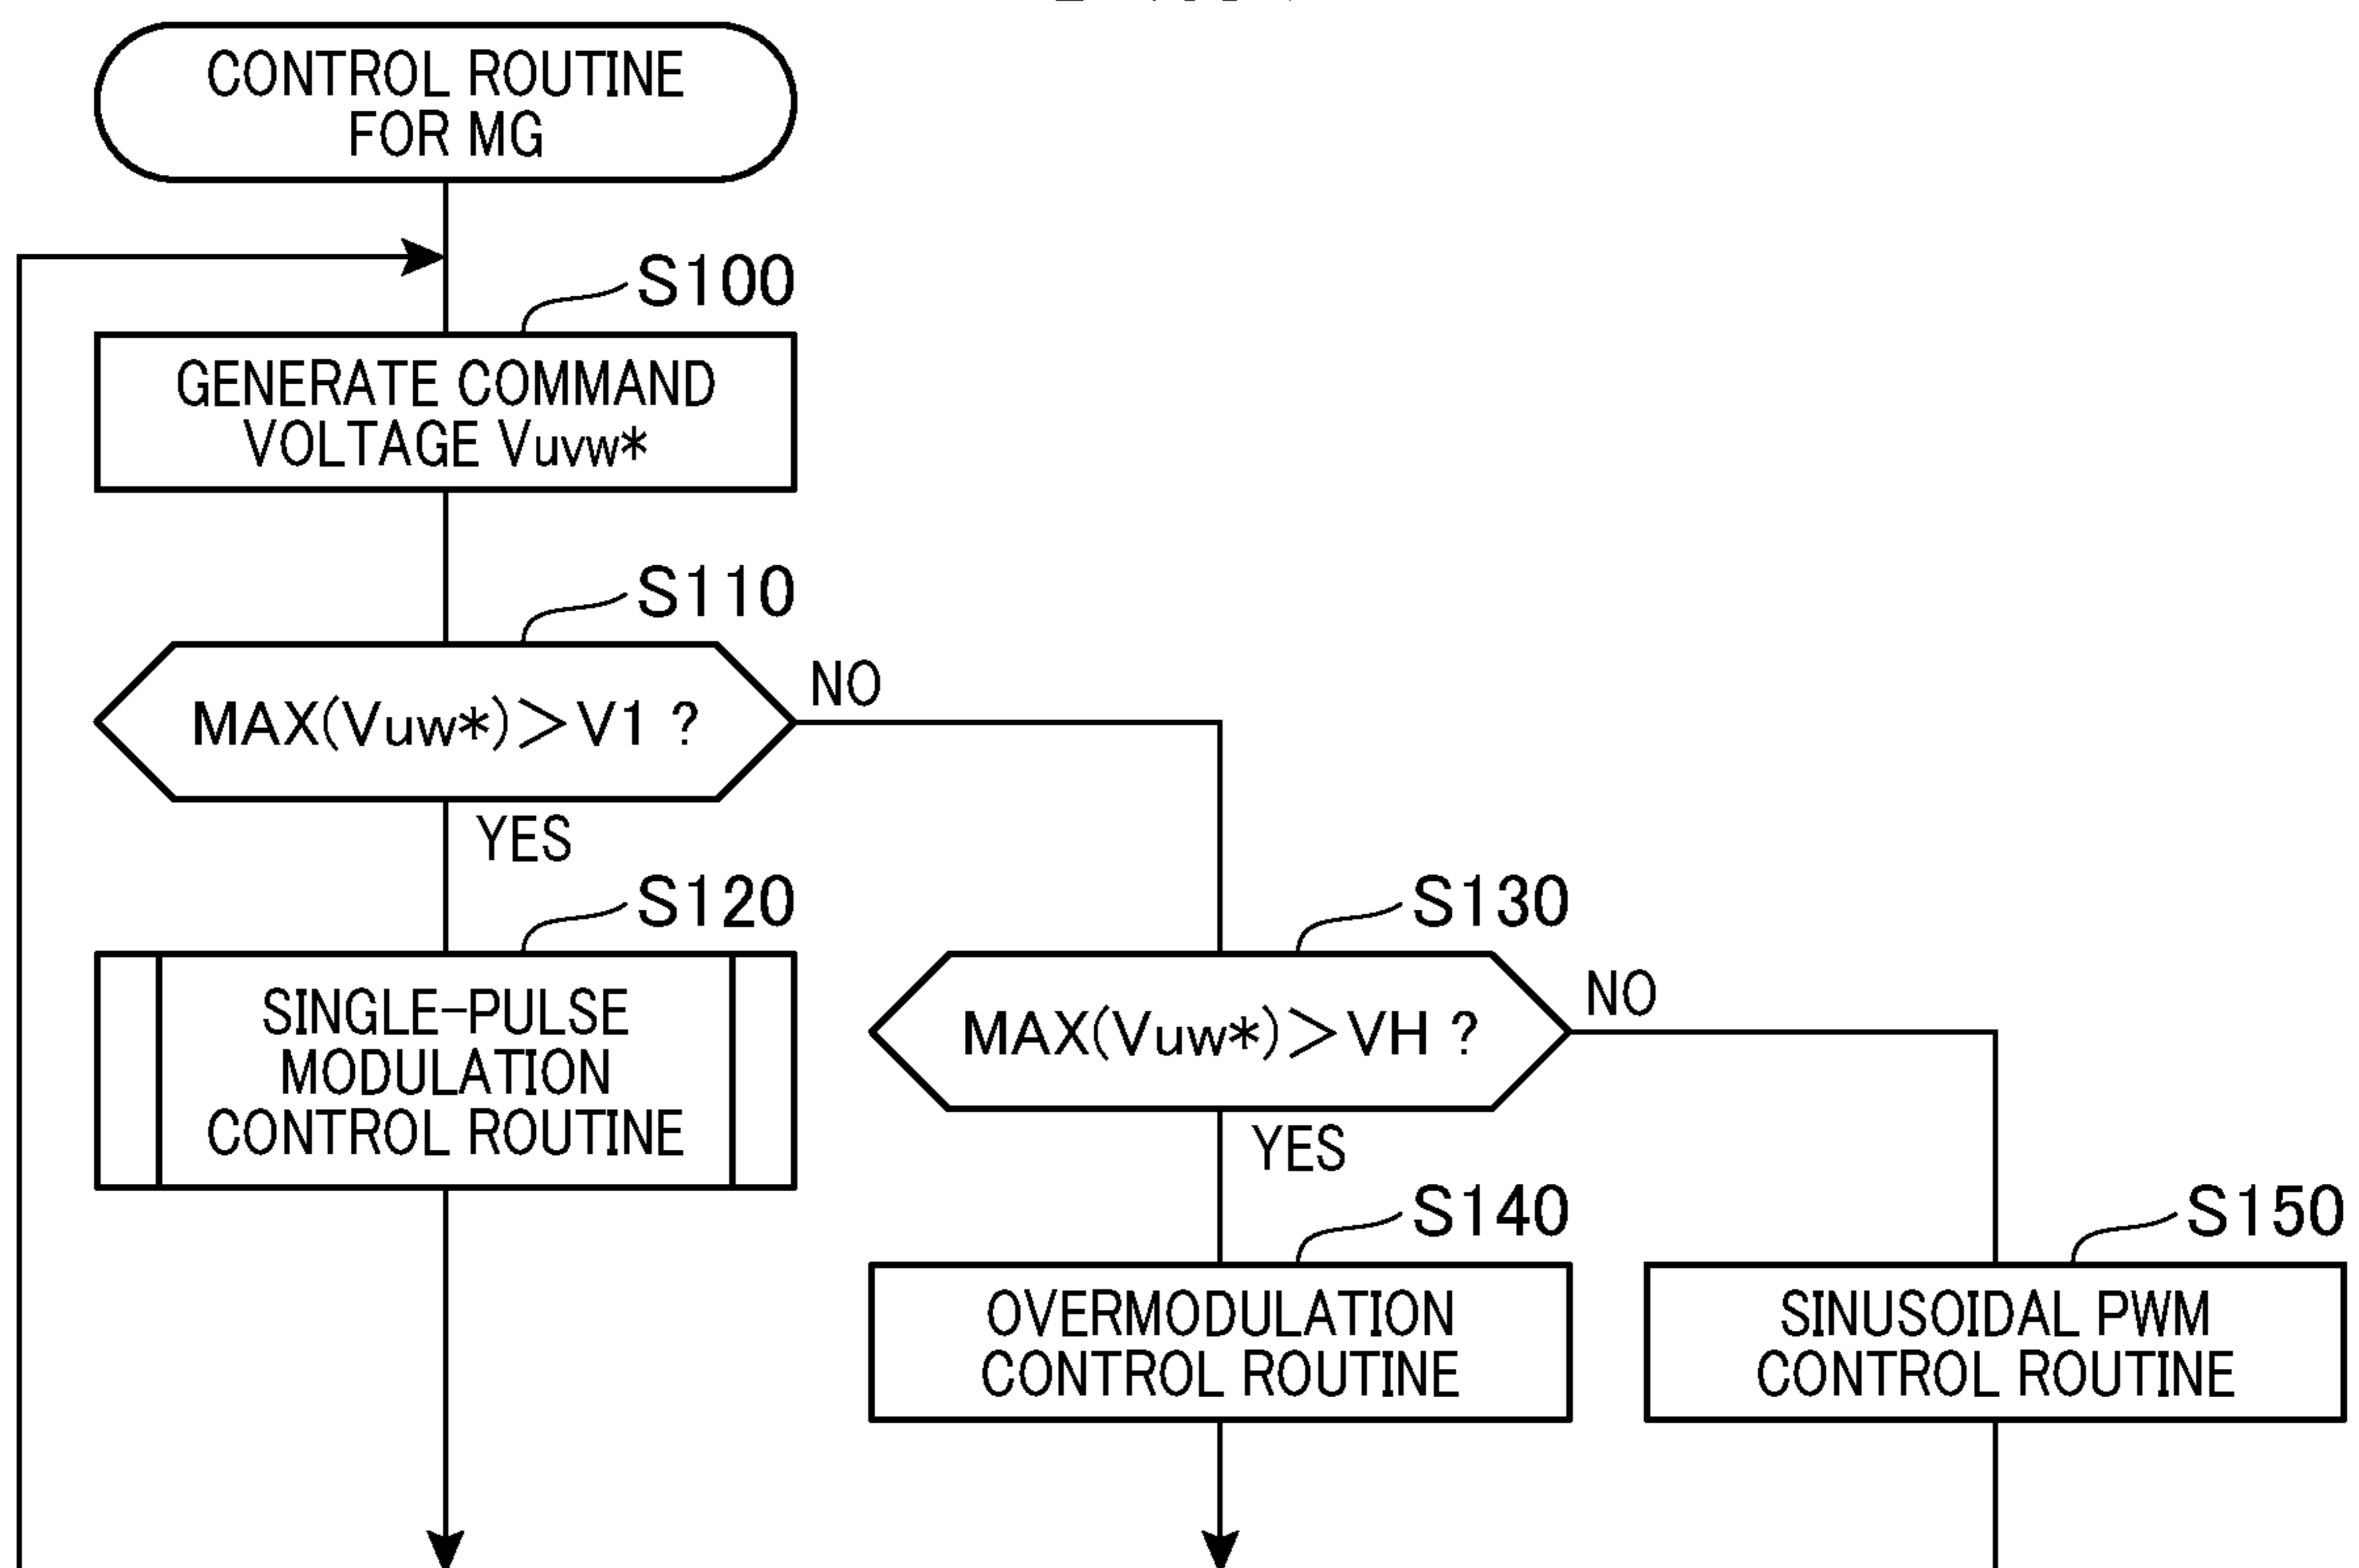 CONTROL ROUTINE
FOR MG
S100
GENERATE COMMAND
VOLTAGE Vuvw*
S110
MAX(Vuw*)>V1 ?
NO
YES
S120
SINGLE-PULSE
MODULATION
CONTROL ROUTINE
S130
MAX(Vuw*)>VH ?
NO
YES
S140
OVERMODULATION
CONTROL ROUTINE
S150
SINUSOIDAL PWM
CONTROL ROUTINE